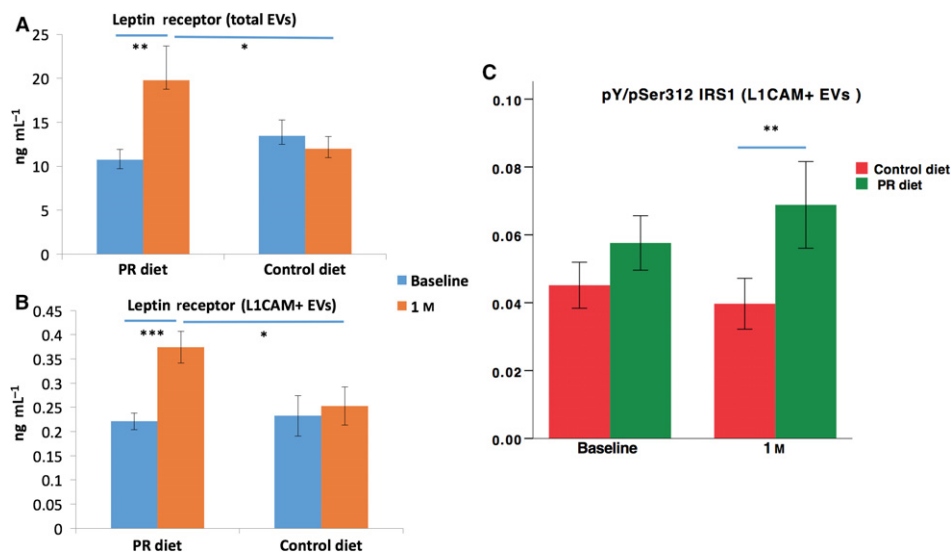 A
Leptin receptor (total EVs)
**
*
25
20
15
10
5
0
ng mL−1
PR diet
Control diet
Baseline
1 M
B
Leptin receptor (L1CAM+ EVs)
***
*
0.45
0.4
0.35
0.3
0.25
0.2
0.15
0.1
0.05
0
ng mL−1
PR diet
Control diet
C
pY/pSer312 IRS1 (L1CAM+ EVs )
**
0.10
0.08
0.06
0.04
0.02
0.00
Baseline
1 M
Control diet
PR diet